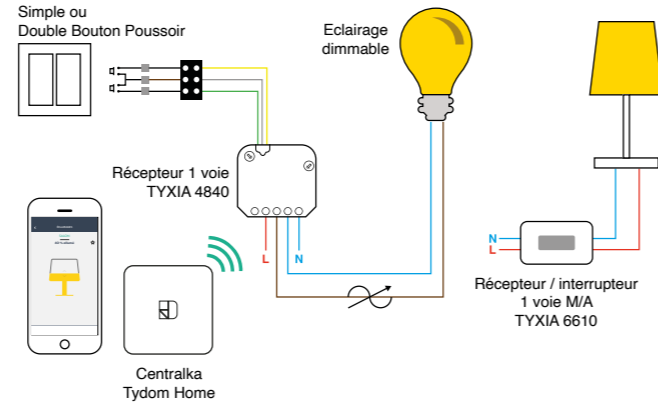 Simple ou
Double Bouton Poussoir
Eclairage
dimmable
Récepteur 1 voie
TYXIA 4840
L
N
N
L
Récepteur / interrupteur
1 voie M/A
TYXIA 6610
Centralka
Tydom Home